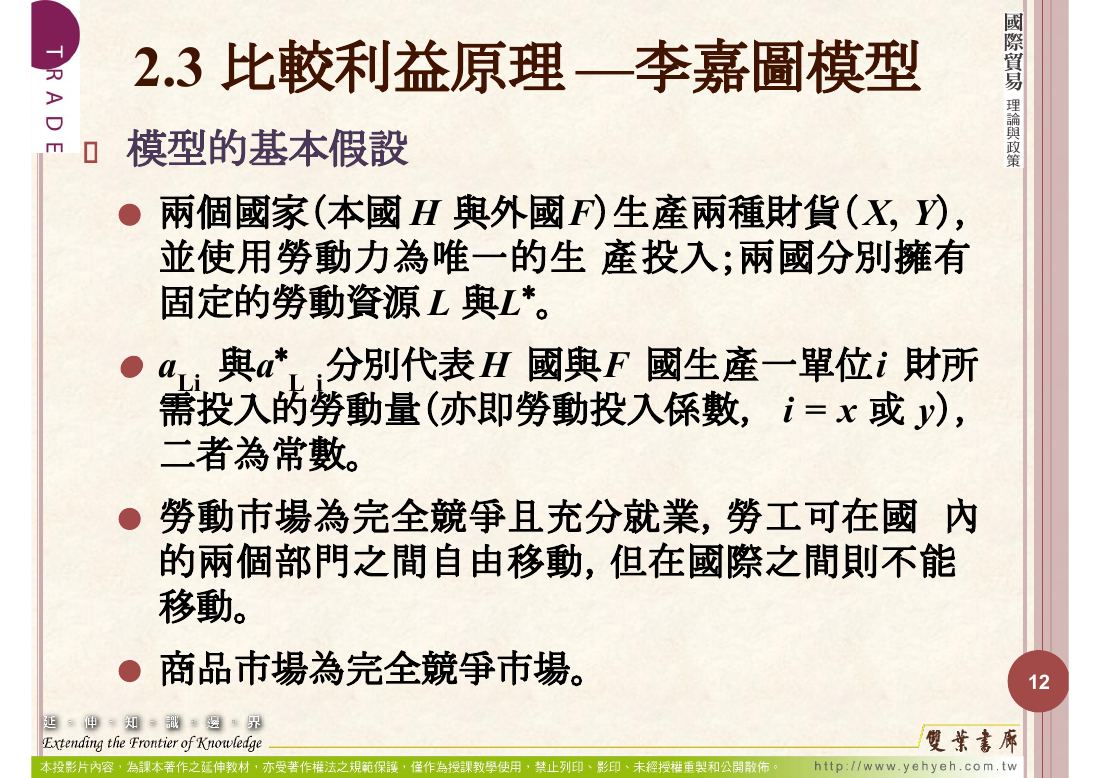 TRADE
2.3 比較利益原理 —李嘉圖模型
國際貿易 理論與政策
模型的基本假設
● 兩個國家(本國 H 與外國F)生產兩種財貨(X, Y),
並使用勞動力為唯一的生 產投入;兩國分別擁有
固定的勞動資源 L 與L*。
● aLi 與a*L i分別代表H 國與F 國生產一單位i 財所
需投入的勞動量(亦即勞動投入係數, i = x 或 y),
二者為常數。
● 勞動市場為完全競爭且充分就業, 勞工可在國 內
的兩個部門之間自由移動, 但在國際之間則不能
移動。
● 商品市場為完全競爭市場。
12
延・伸・知・識・邊・界
Extending the Frontier of Knowledge
雙葉書廊
本投影片內容,為課本著作之延伸教材,亦受著作權法之規範保護,僅作為授課教學使用,禁止列印、影印、未經授權重製和公開散佈。
http://www.yehyeh.com.tw